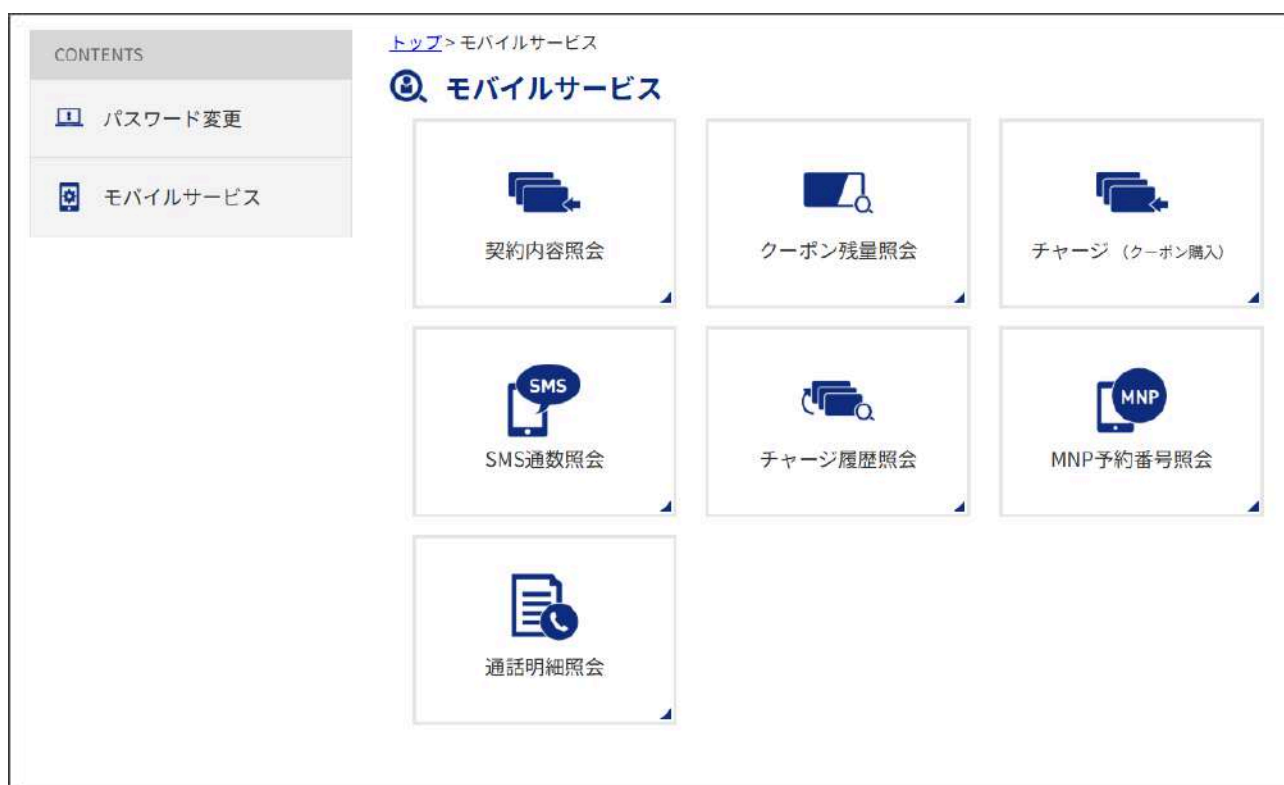 CONTENTS
パスワード変更
モバイルサービス
トップ> モバイルサービス
モバイルサービス
契約内容照会
クーポン残量照会
チャージ （クーポン購入）
SMS
SMS通数照会
チャージ履歴照会
MNP
MNP予約番号照会
通話明細照会